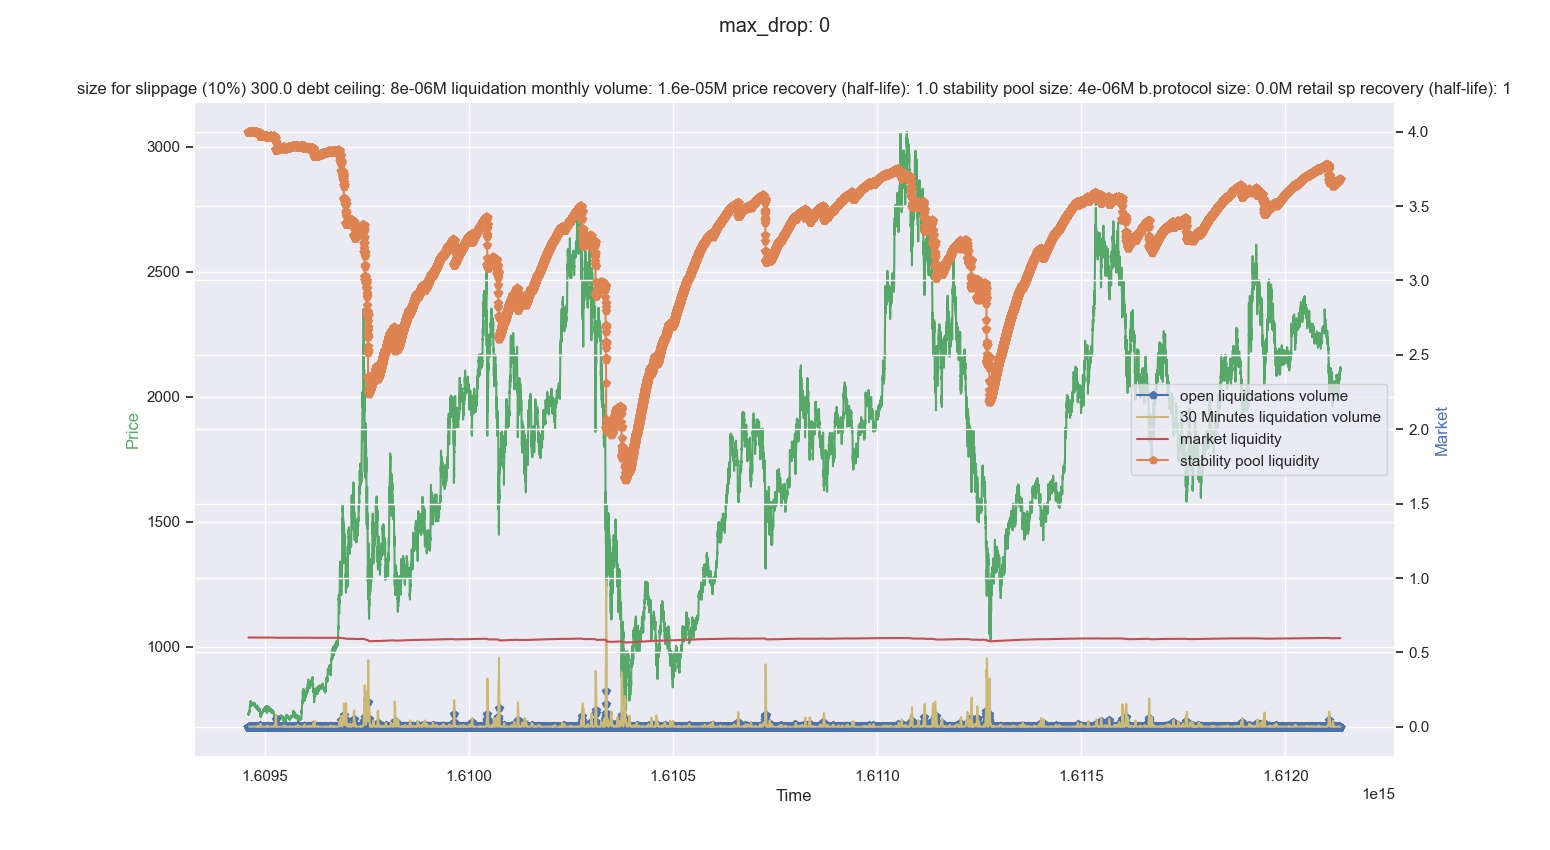 max_drop: 0
size for slippage (10%) 300.0 debt ceiling: 8e-06M liquidation monthly volume: 1.6e-05M price recovery (half-life): 1.0 stability pool size: 4e-06M b.protocol size: 0.0M retail sp recovery (half-life): 1
3000
2500
2000
1500
1000
Price
4.0
3.5
3.0
2.5
2.0
1.5
1.0
0.5
0.0
Market
open liquidations volume
30 Minutes liquidation volume
market liquidity
stability pool liquidity
1.6095 1.6100 1.6105 1.6110 1.6115 1.6120
Time
1e15